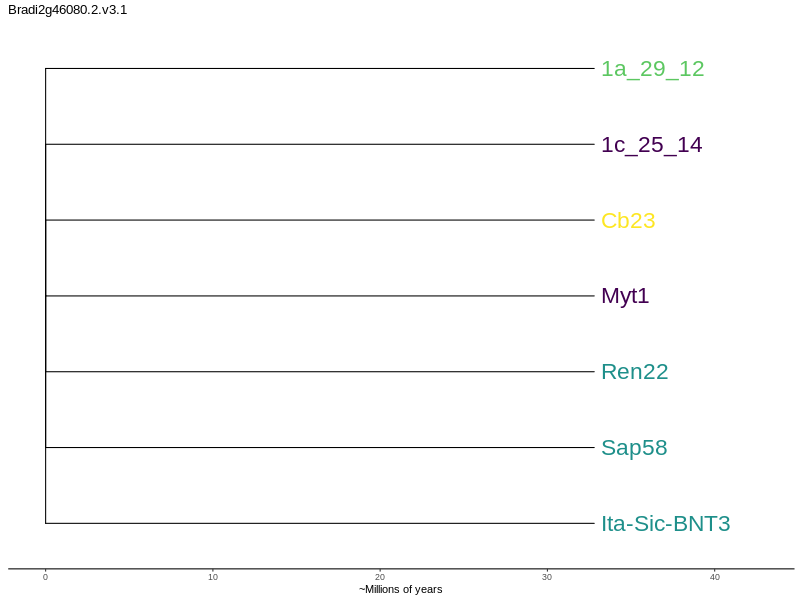 Bradi2g46080.2.v3.1
1a_29_12
1c_25_14
Cb23
Myt1
Ren22
Sap58
Ita-Sic-BNT3
0 10 20 30 40
~Millions of years